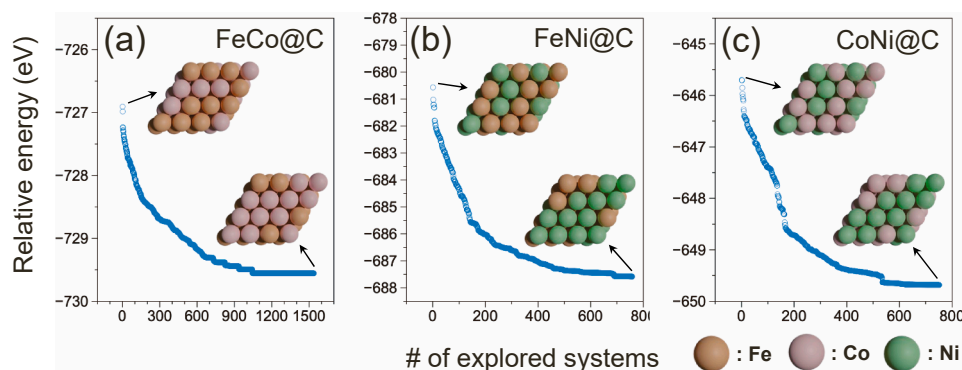 (a) FeCo@C
−726
−727
−728
−729
−730
0 300 600 900 1200 1500
(b) FeNi@C
−678
−679
−680
−681
−682
−683
−684
−685
−686
−687
−688
0 200 400 600 800
(c) CoNi@C
−645
−646
−647
−648
−649
−650
0 200 400 600 800
Relative energy (eV)
# of explored systems
: Fe : Co : Ni